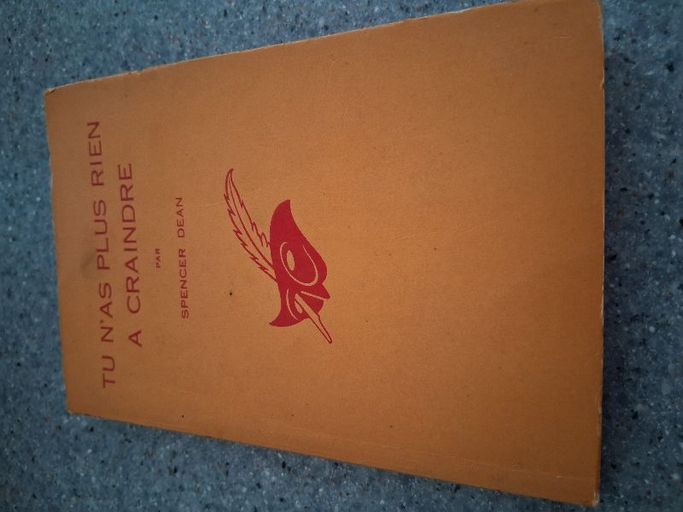 TU N'AS PLUS RIEN
A CRAINDRE
PAR
SPENCER DEAN